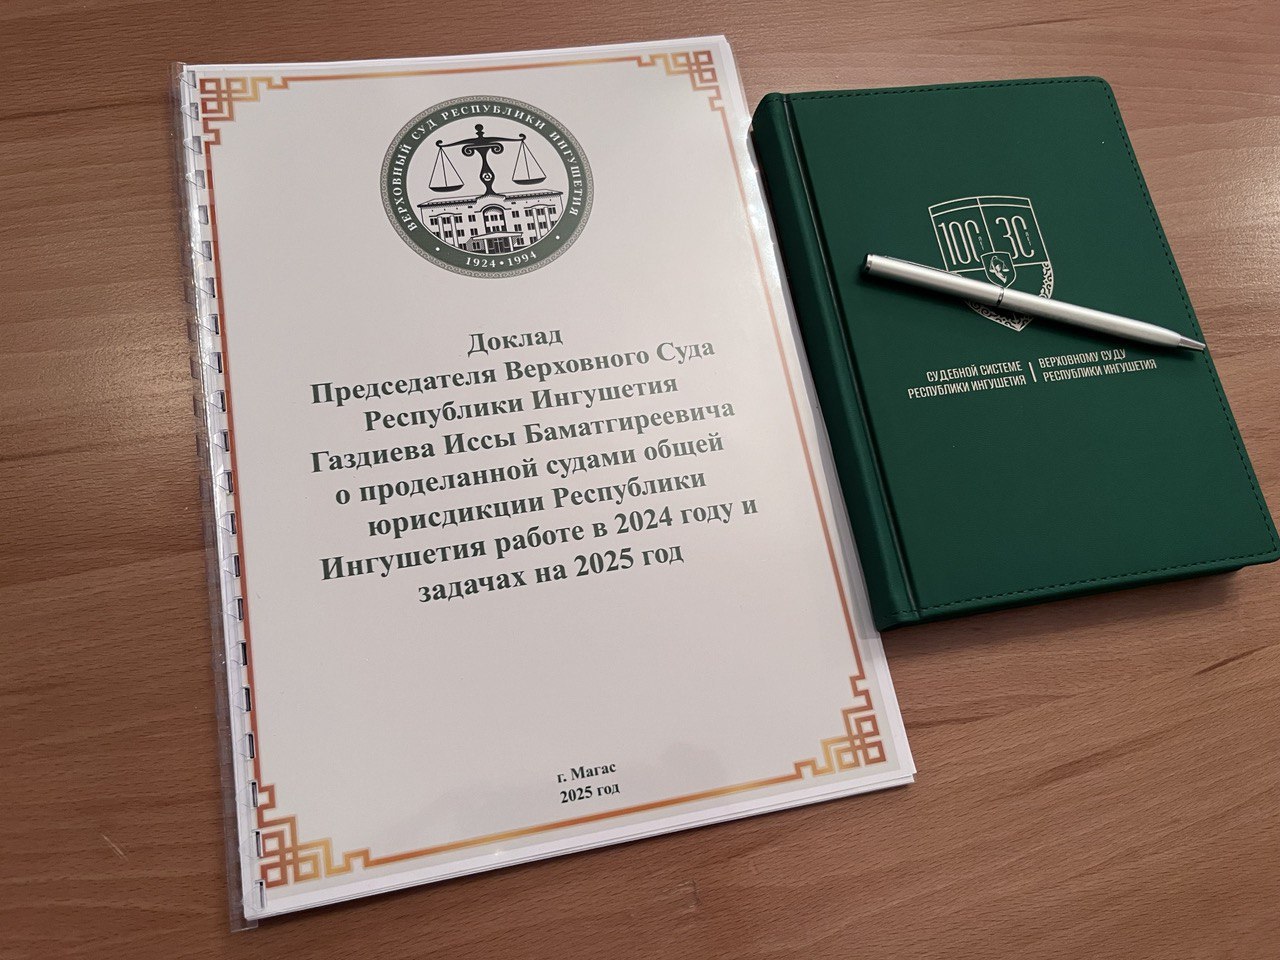 ВЕРХОВНЫЙ СУД РЕСПУБЛИКИ ИНГУШЕТИЯ
1924 • 1994
Доклад
Председателя Верховного Суда
Республики Ингушетия
Газдиева Иссы Баматгиреевича
о проделанной судами общей
юрисдикции Республики
Ингушетия работе в 2024 году и
задачах на 2025 год
г. Магас
2025 год
100 ЛЕТ 30 ЛЕТ
СУДЕБНОЙ СИСТЕМЕ
РЕСПУБЛИКИ ИНГУШЕТИЯ
ВЕРХОВНОМУ СУДУ
РЕСПУБЛИКИ ИНГУШЕТИЯ